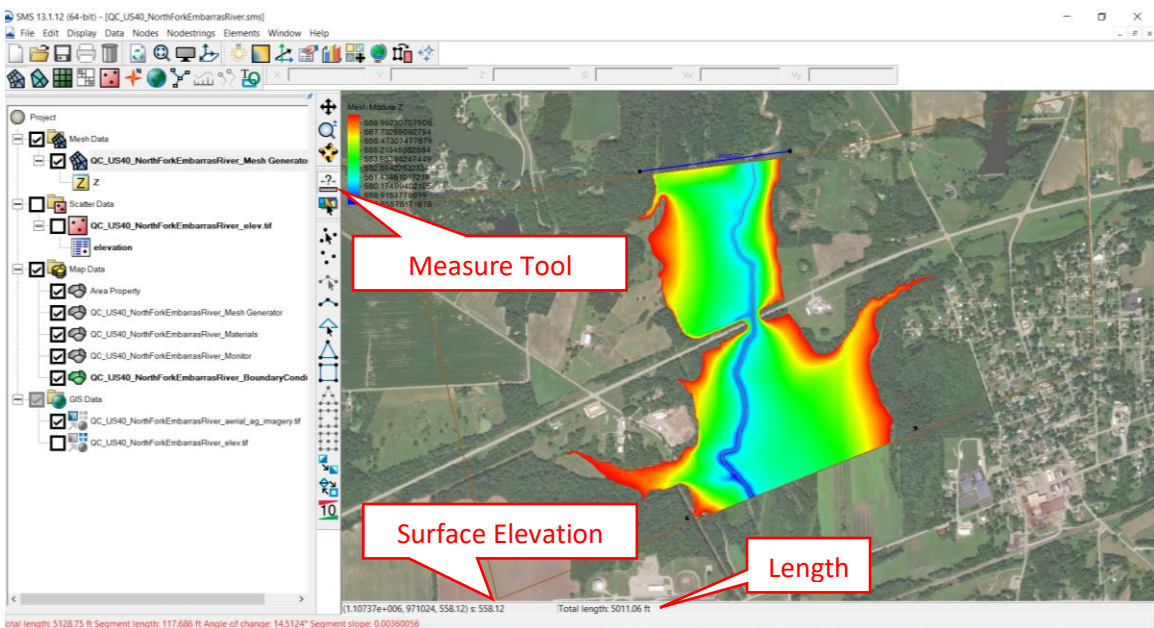 SMS 13.1.12 (64-bit) - [QC_US40_NorthForkEmbarrasRiver.sms]
File Edit Display Data Nodes Nodestrings Elements Window Help
X: Y: Z: S: Vx: Vy:
Project
Mesh Data
QC_US40_NorthForkEmbarrasRiver_Mesh Generato
Z Z
Scatter Data
QC_US40_NorthForkEmbarrasRiver_elev.tif
elevation
Map Data
Area Property
QC_US40_NorthForkEmbarrasRiver_Mesh Generator
QC_US40_NorthForkEmbarrasRiver_Materials
QC_US40_NorthForkEmbarrasRiver_Monitor
QC_US40_NorthForkEmbarrasRiver_BoundaryCondi
GIS Data
QC_US40_NorthForkEmbarrasRiver_aerial_ag_imagery.tif
QC_US40_NorthForkEmbarrasRiver_elev.tif
10
Mesh Module Z
Measure Tool
Surface Elevation
Length
(1.10737e+006, 971024, 558.12) s: 558.12
Total length: 5011.06 ft
otal length: 5128.75 ft Segment length: 117.686 ft Angle of change: 14.5124° Segment slope: 0.00360056